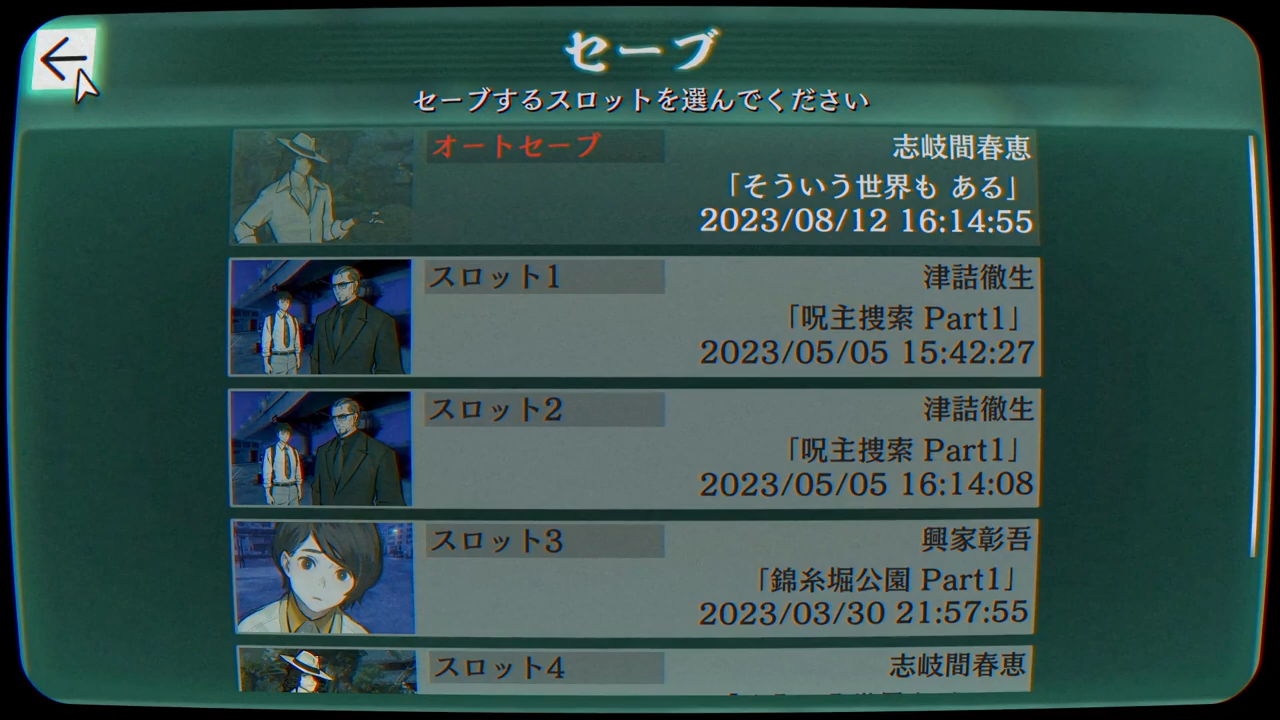 セーブ
セーブするスロットを選んでください
オートセーブ
志岐間春恵
「そういう世界も ある」
2023/08/12 16:14:55
スロット1
津詰徹生
「呪主捜索 Part1」
2023/05/05 15:42:27
スロット2
津詰徹生
「呪主捜索 Part1」
2023/05/05 16:14:08
スロット3
興家彰吾
「錦糸堀公園 Part1」
2023/03/30 21:57:55
スロット4
志岐間春恵